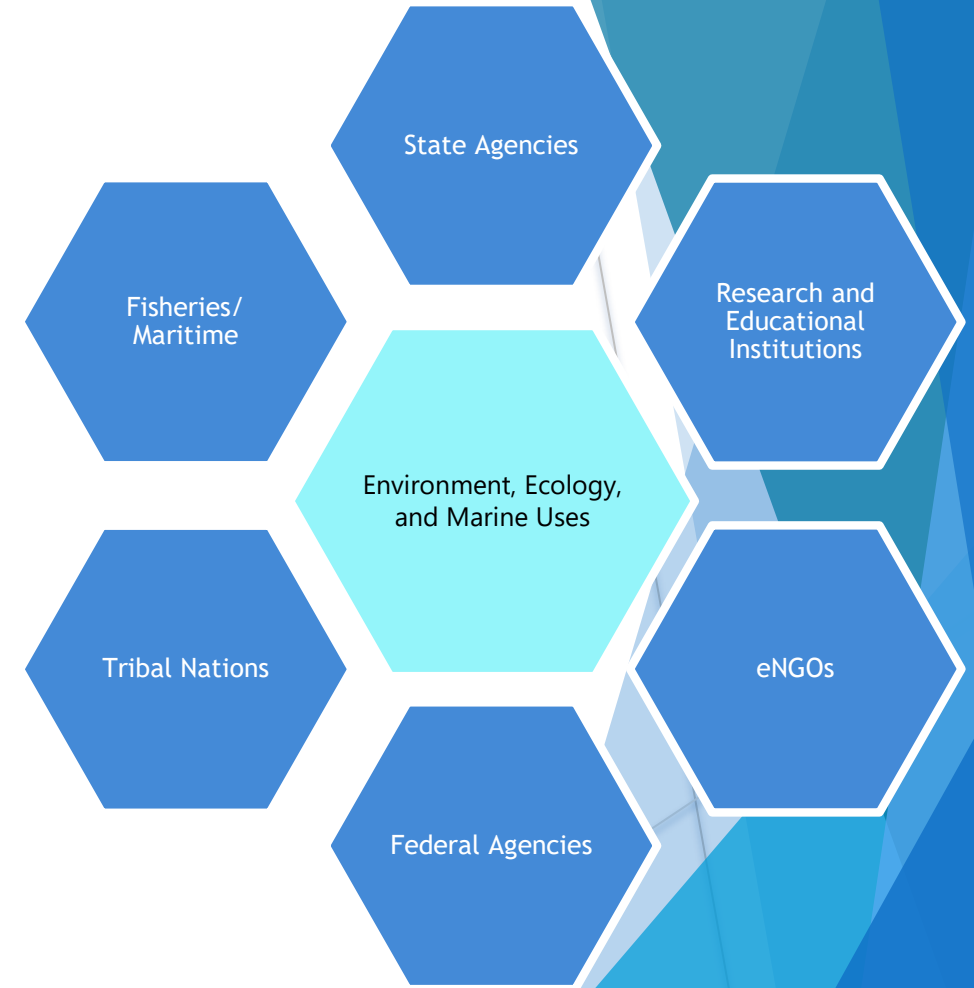 State Agencies
Fisheries/
Maritime
Research and
Educational
Institutions
Environment, Ecology,
and Marine Uses
Tribal Nations
eNGOs
Federal Agencies